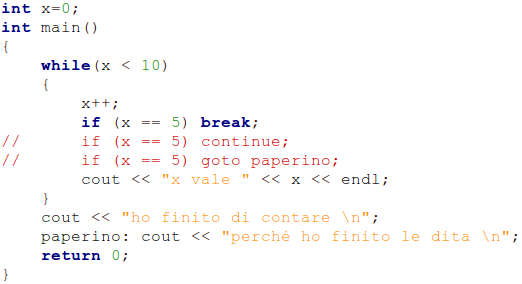 int x=0;
int main()
{
    while(x < 10)
    {
        x++;
        if (x == 5) break;
//      if (x == 5) continue;
//      if (x == 5) goto paperino;
        cout << "x vale " << x << endl;
    }
    cout << "ho finito di contare \n";
    paperino: cout << "perché ho finito le dita \n";
    return 0;
}